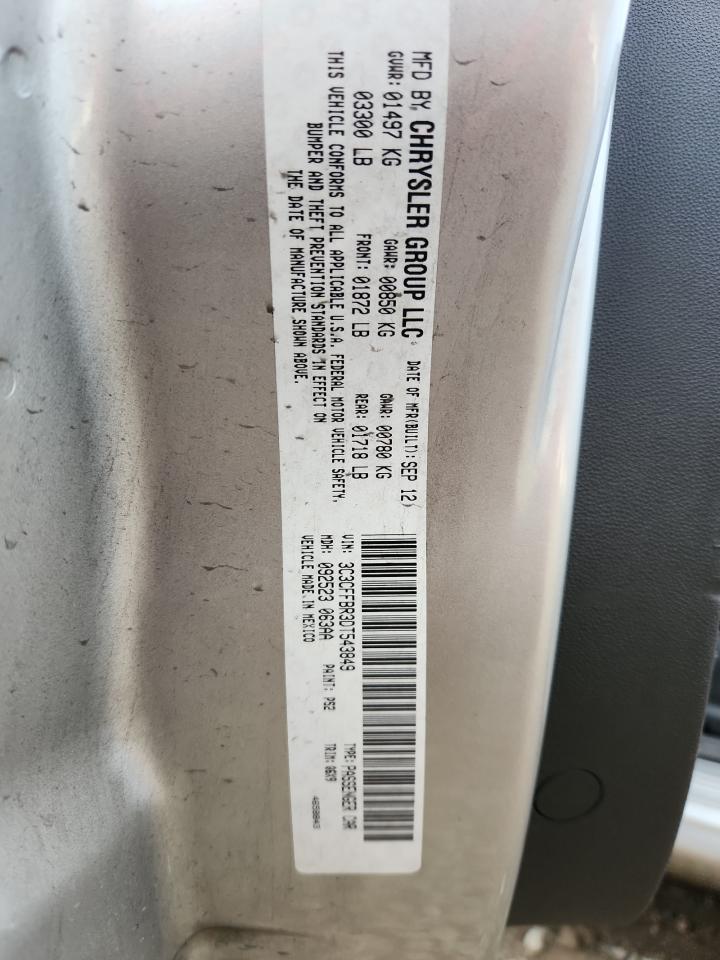 MFD BY CHRYSLER GROUP LLC DATE OF MFR(BUILT): SEP 12
GVWR: 01497 KG GAWR: 00850 KG GAWR: 00780 KG
03300 LB FRONT: 01872 LB REAR: 01718 LB
THIS VEHICLE CONFORMS TO ALL APPLICABLE U.S.A. FEDERAL MOTOR VEHICLE SAFETY,
BUMPER AND THEFT PREVENTION STANDARDS IN EFFECT ON
THE DATE OF MANUFACTURE SHOWN ABOVE.
VIN: 3C3CFFBR3DT543849 TYPE: PASSENGER CAR
MDH: 092523 063AA PAINT: PS2 TRIM:
VEHICLE MADE IN MEXICO